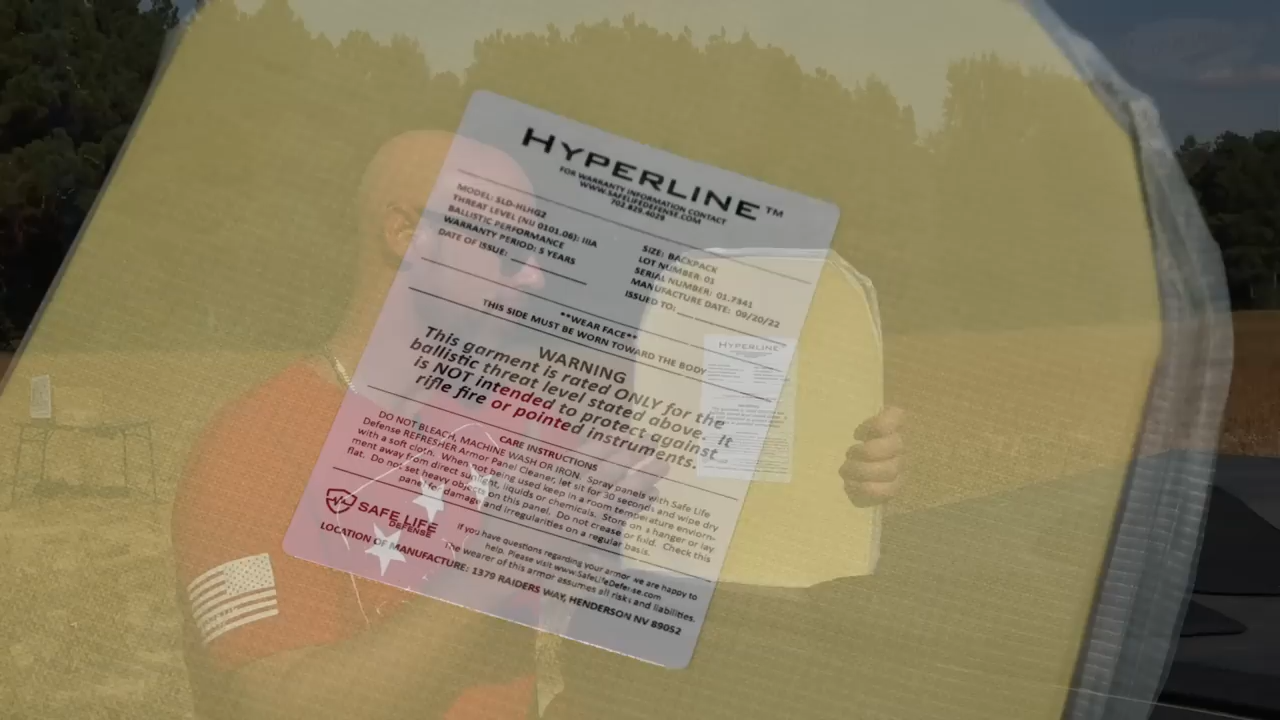 HYPERLINE™
FOR WARRANTY INFORMATION CONTACT
WWW.SAFELIFEDEFENSE.COM
702.829.4029
MODEL: SLD-HLHG2
THREAT LEVEL (NIJ 0101.06): IIIA
BALLISTIC PERFORMANCE
WARRANTY PERIOD: 5 YEARS
DATE OF ISSUE:
SIZE: BACKPACK
LOT NUMBER: 01
SERIAL NUMBER: 01.7341
MANUFACTURE DATE: 09/20/22
ISSUED TO:
**WEAR FACE**
THIS SIDE MUST BE WORN TOWARD THE BODY
WARNING
This garment is rated ONLY for the
ballistic threat level stated above. It
is NOT intended to protect against
rifle fire or pointed instruments.
CARE INSTRUCTIONS
DO NOT BLEACH, MACHINE WASH OR IRON. Spray panels with Safe Life
Defense REFRESHER Armor Panel Cleaner, let sit for 30 seconds and wipe dry
with a soft cloth. When not being used keep in a room temperature enviorn-
ment away from direct sunlight, liquids or chemicals. Store on a hanger or lay
flat. Do not set heavy objects on this panel. Do not crease or fold. Check this
panel for damage and irregularities on a regular basis.
SAFE LIFE
DEFENSE
If you have questions regarding your armor we are happy to
help. Please visit www.SafeLifeDefense.com
The wearer of this armor assumes all risks and liabilities.
LOCATION OF MANUFACTURE: 1379 RAIDERS WAY, HENDERSON NV 89052
HYPERLINE